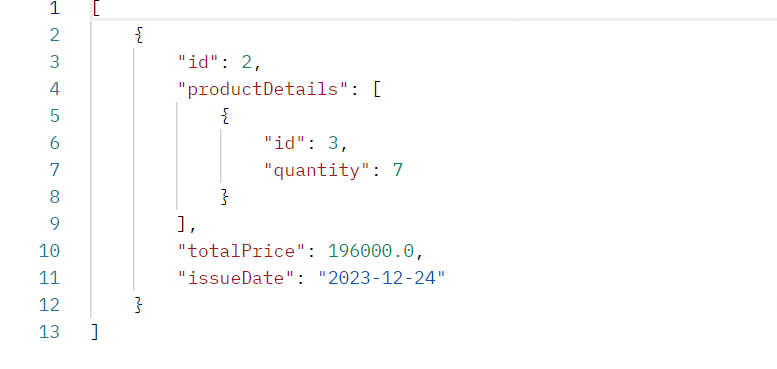 1 [
2     {
3         "id": 2,
4         "productDetails": [
5             {
6                 "id": 3,
7                 "quantity": 7
8             }
9         ],
10         "totalPrice": 196000.0,
11         "issueDate": "2023-12-24"
12     }
13 ]